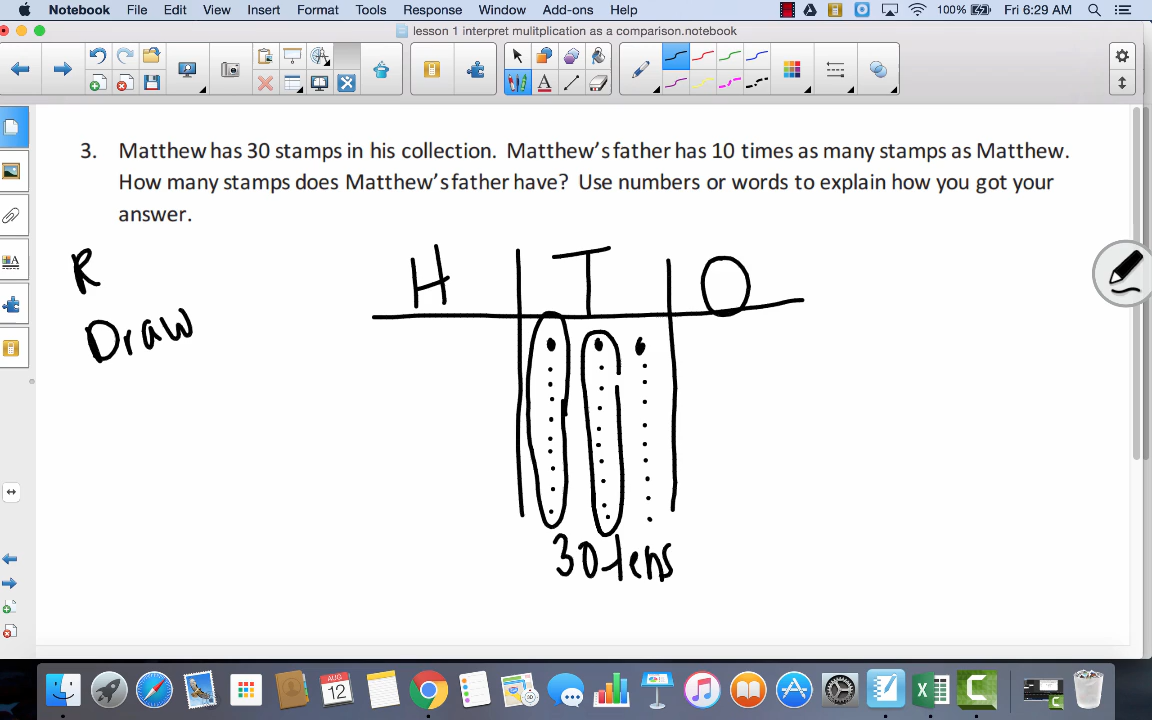 Notebook File Edit View Insert Format Tools Response Window Add-ons Help 100% Fri 6:29 AM
lesson 1 interpret mulitplication as a comparison.notebook
3. Matthew has 30 stamps in his collection. Matthew's father has 10 times as many stamps as Matthew.
How many stamps does Matthew's father have? Use numbers or words to explain how you got your
answer.
R
H T O
Draw
30 tens
AUG
12